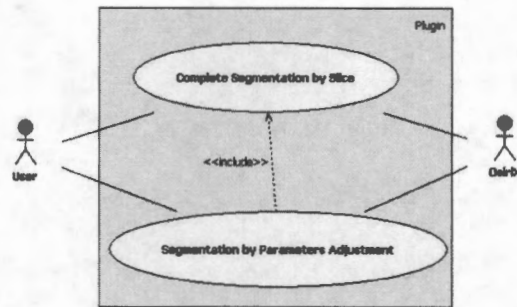 Plugin
Complete Segmentation by Slice
<<include>>
User
Segmentation by Parameters Adjustment